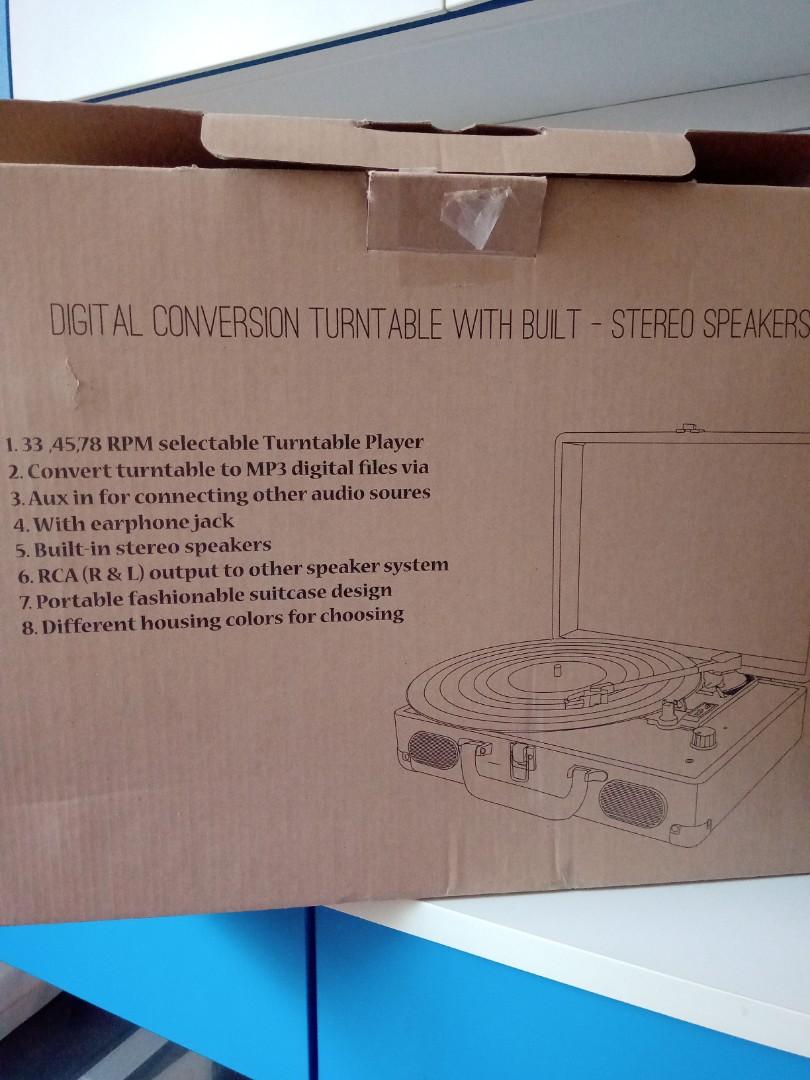 DIGITAL CONVERSION TURNTABLE WITH BUILT - STEREO SPEAKERS
1. 33 ,45,78 RPM selectable Turntable Player
2. Convert turntable to MP3 digital files via
3. Aux in for connecting other audio soures
4. With earphone jack
5. Built-in stereo speakers
6. RCA (R & L) output to other speaker system
7. Portable fashionable suitcase design
8. Different housing colors for choosing